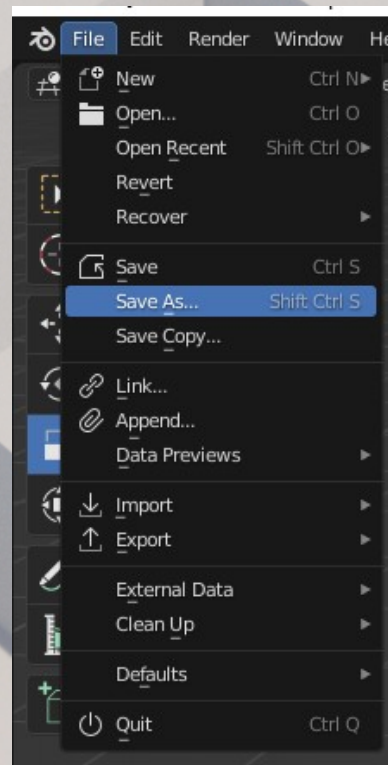 File Edit Render Window He
New Ctrl N
Open... Ctrl O
Open Recent Shift Ctrl O
Revert
Recover
Save Ctrl S
Save As... Shift Ctrl S
Save Copy...
Link...
Append...
Data Previews
Import
Export
External Data
Clean Up
Defaults
Quit Ctrl Q